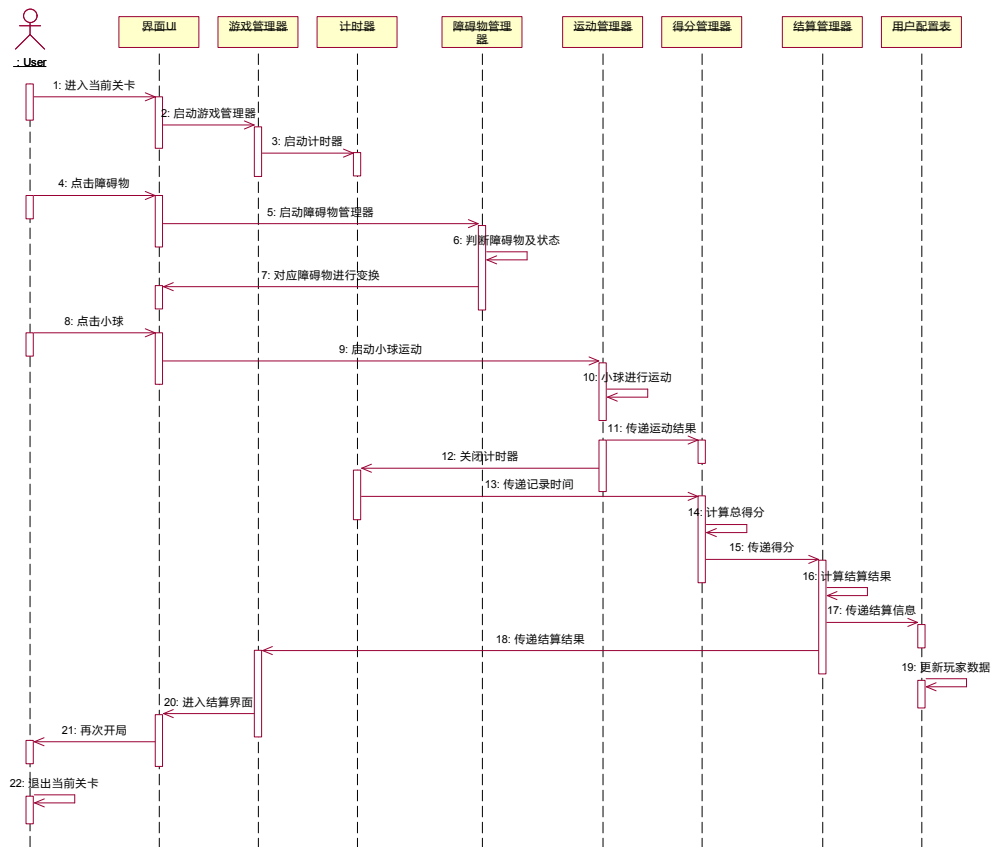 : User
界面UI
游戏管理器
计时器
障碍物管理
器
运动管理器
得分管理器
结算管理器
用户配置表
1: 进入当前关卡
2: 启动游戏管理器
3: 启动计时器
4: 点击障碍物
5: 启动障碍物管理器
6: 判断障碍物及状态
7: 对应障碍物进行变换
8: 点击小球
9: 启动小球运动
10: 小球进行运动
11: 传递运动结果
12: 关闭计时器
13: 传递记录时间
14: 计算总得分
15: 传递得分
16: 计算结算结果
17: 传递结算信息
18: 传递结算结果
19: 更新玩家数据
20: 进入结算界面
21: 再次开局
22: 退出当前关卡